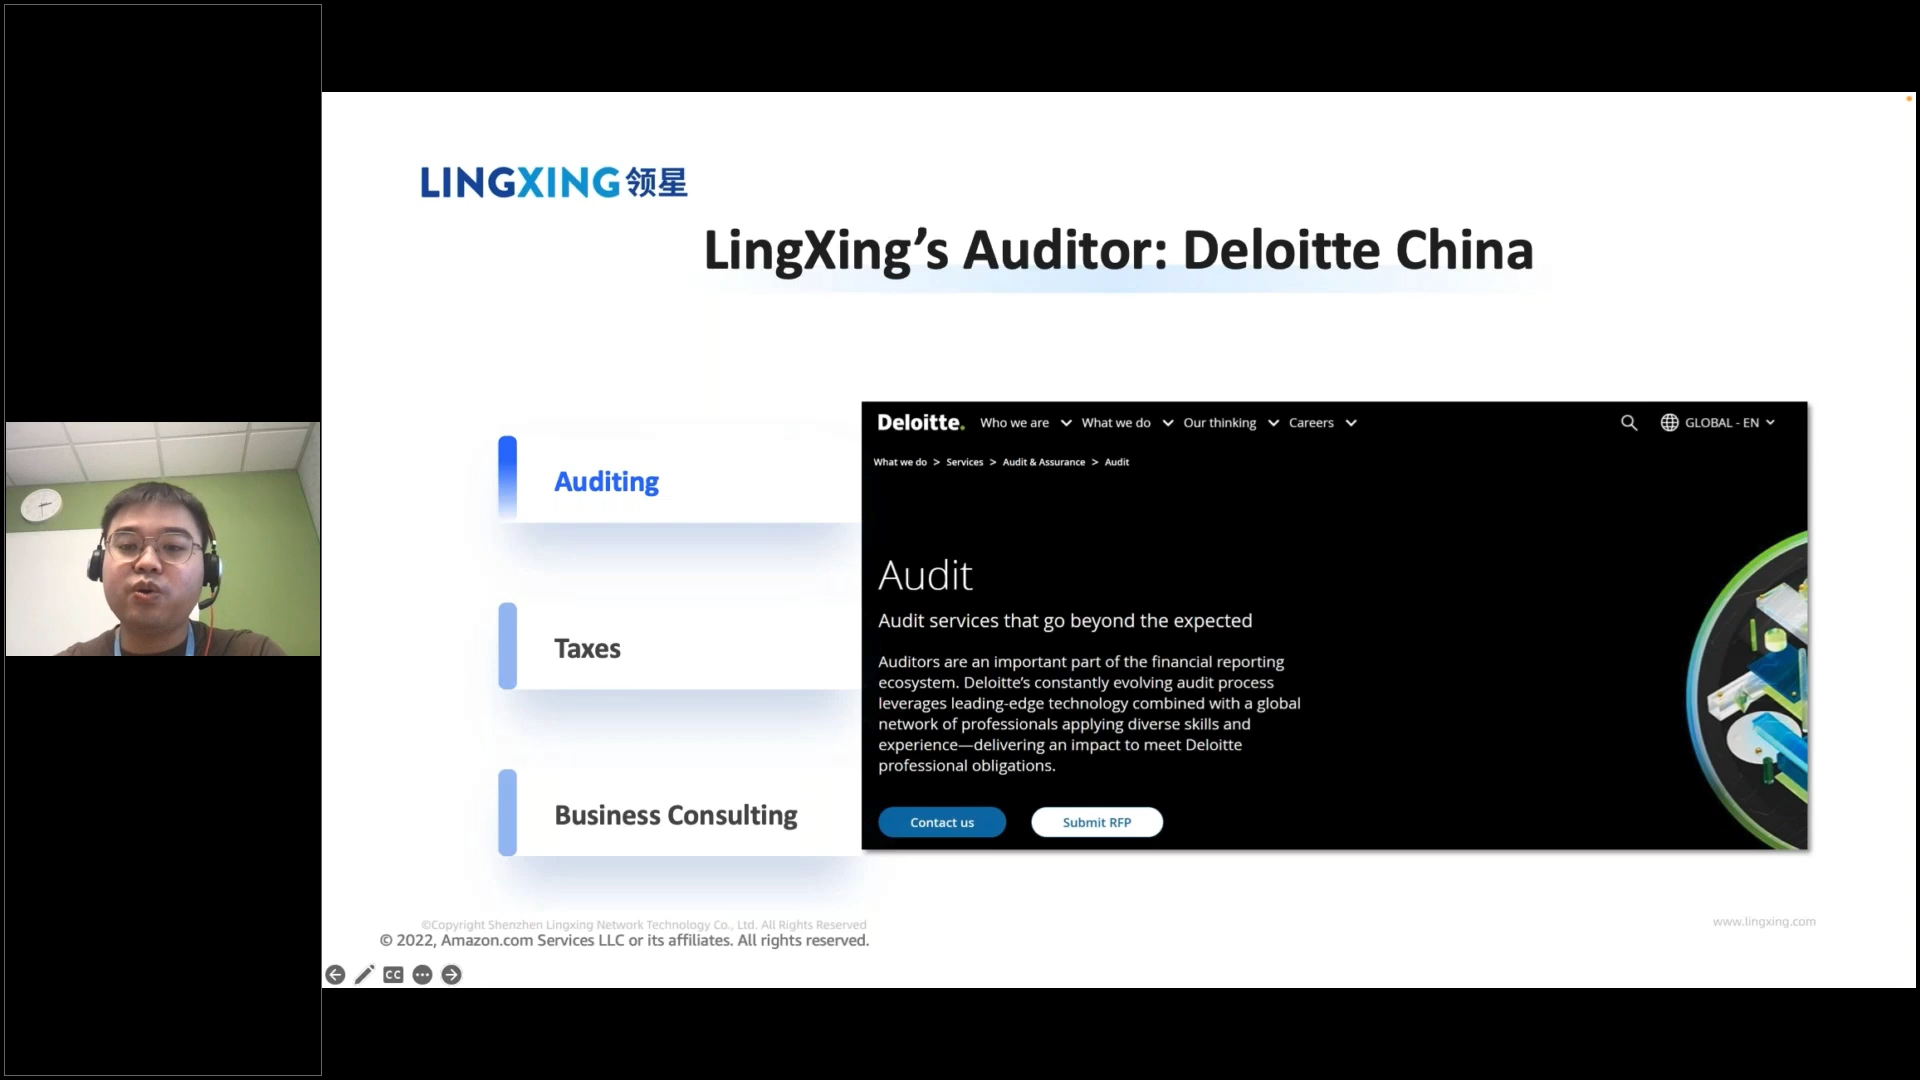 LINGXING领星
LingXing’s Auditor: Deloitte China
Auditing
Taxes
Business Consulting
Deloitte.
Who we are
What we do
Our thinking
Careers
GLOBAL - EN
What we do > Services > Audit & Assurance > Audit
Audit
Audit services that go beyond the expected
Auditors are an important part of the financial reporting
ecosystem. Deloitte’s constantly evolving audit process
leverages leading-edge technology combined with a global
network of professionals applying diverse skills and
experience—delivering an impact to meet Deloitte
professional obligations.
Contact us
Submit RFP
©Copyright Shenzhen Lingxing Network Technology Co., Ltd. All Rights Reserved
www.lingxing.com
© 2022, Amazon.com Services LLC or its affiliates. All rights reserved.
CC